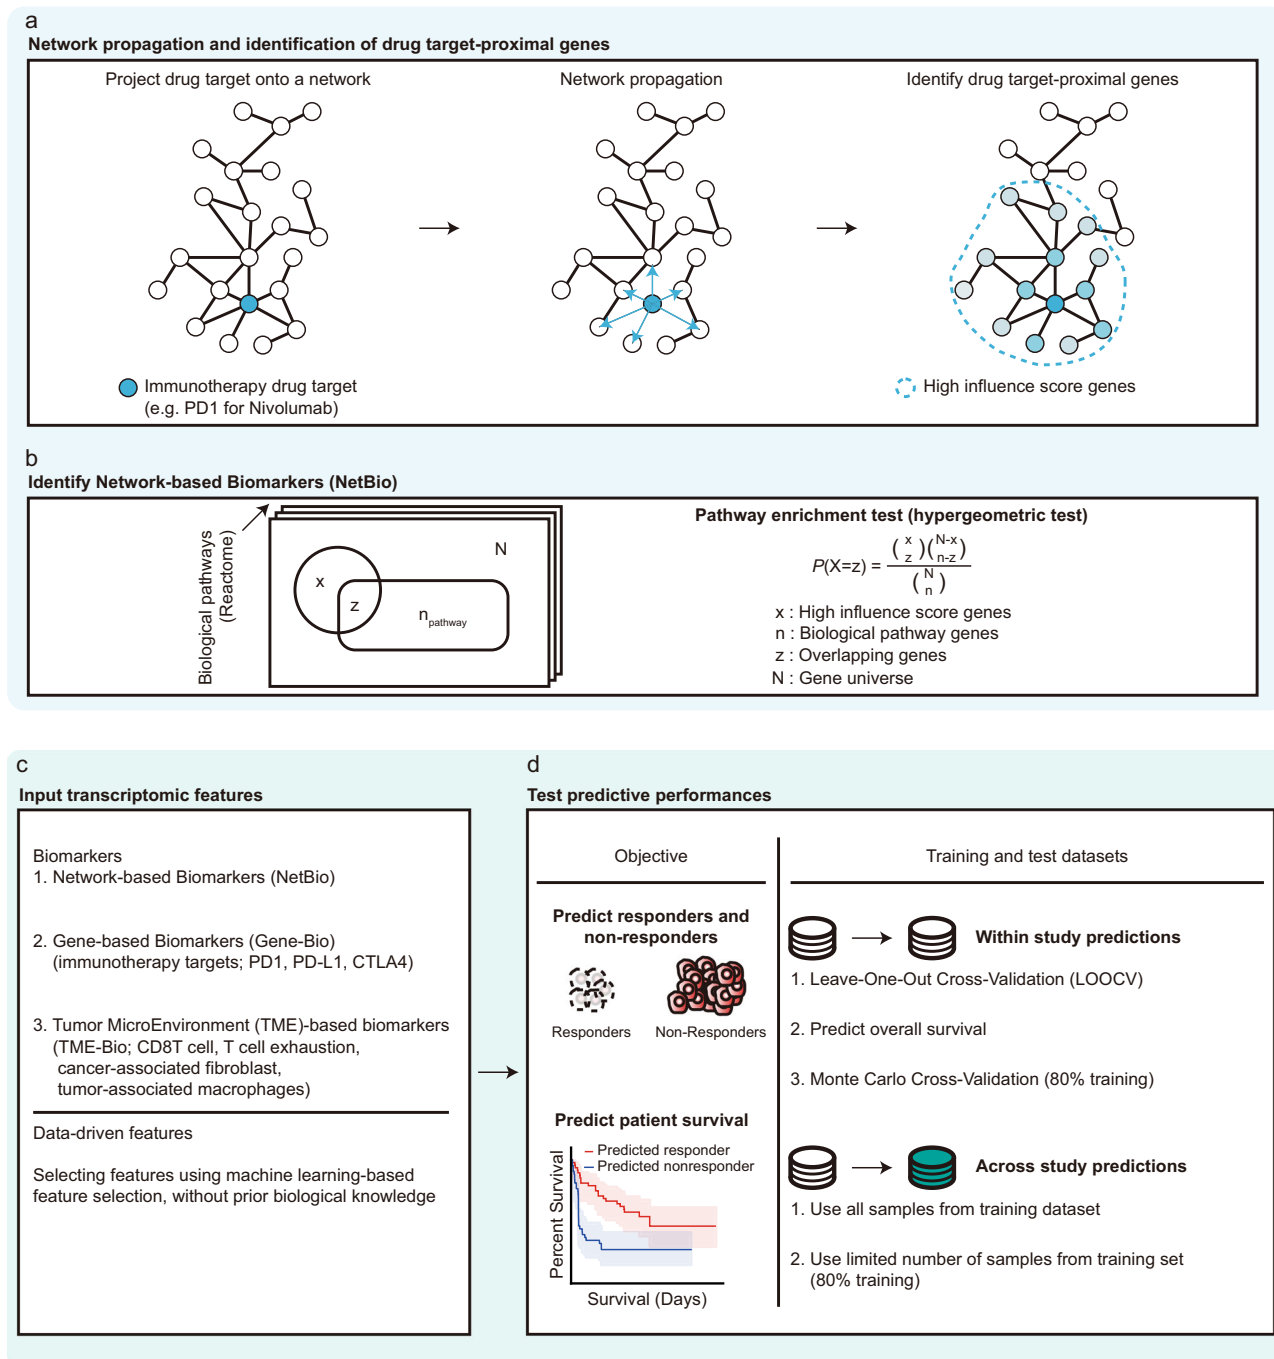 a
Network propagation and identification of drug target-proximal genes
Project drug target onto a network
Network propagation
Identify drug target-proximal genes
Immunotherapy drug target
(e.g. PD1 for Nivolumab)
High influence score genes
b
Identify Network-based Biomarkers (NetBio)
Biological pathways
(Reactome)
N
x
z
n pathway
Pathway enrichment test (hypergeometric test)
P(X=z) = (x z)(N-x n-z) / (N n)
x : High influence score genes
n : Biological pathway genes
z : Overlapping genes
N : Gene universe
c
Input transcriptomic features
Biomarkers
1. Network-based Biomarkers (NetBio)
2. Gene-based Biomarkers (Gene-Bio)
(immunotherapy targets; PD1, PD-L1, CTLA4)
3. Tumor MicroEnvironment (TME)-based biomarkers
(TME-Bio; CD8T cell, T cell exhaustion,
cancer-associated fibroblast,
tumor-associated macrophages)
Data-driven features
Selecting features using machine learning-based
feature selection, without prior biological knowledge
d
Test predictive performances
Objective
Predict responders and
non-responders
Responders
Non-Responders
Predict patient survival
Predicted responder
Predicted nonresponder
Percent Survival
Survival (Days)
Training and test datasets
Within study predictions
1. Leave-One-Out Cross-Validation (LOOCV)
2. Predict overall survival
3. Monte Carlo Cross-Validation (80% training)
Across study predictions
1. Use all samples from training dataset
2. Use limited number of samples from training set
(80% training)